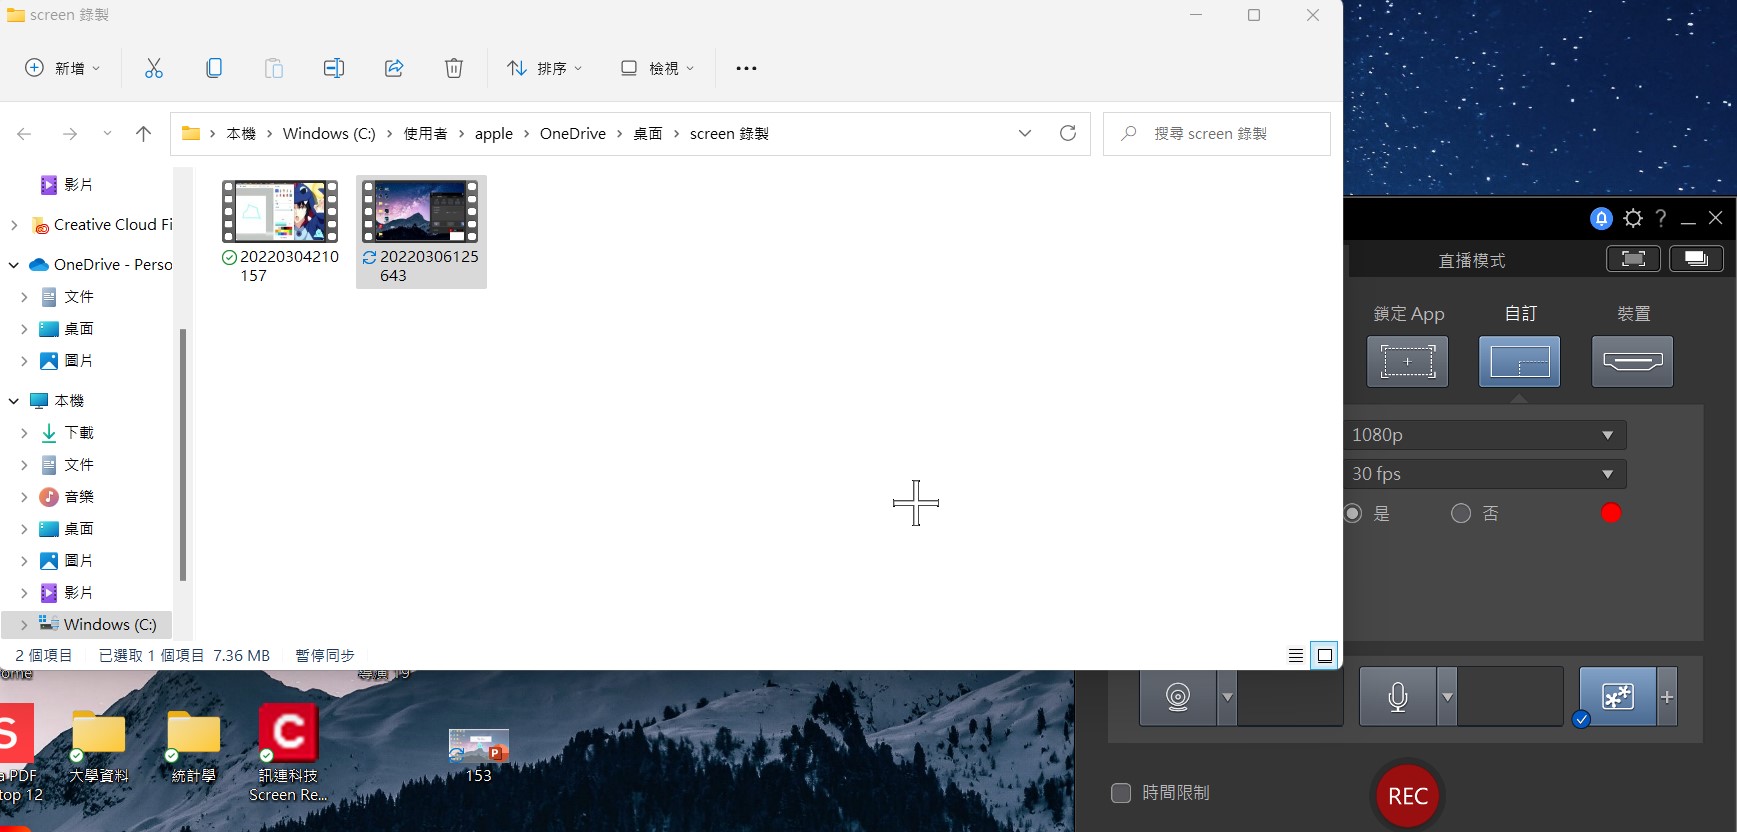 screen 錄製
新增
排序
檢視
本機 > Windows (C:) > 使用者 > apple > OneDrive > 桌面 > screen 錄製
搜尋 screen 錄製
影片
Creative Cloud Fi
OneDrive - Perso
文件
桌面
圖片
本機
下載
文件
音樂
桌面
圖片
影片
Windows (C:)
20220304210
157
20220306125
643
2 個項目
已選取 1 個項目 7.36 MB
暫停同步
直播模式
鎖定 App
自訂
裝置
1080p
30 fps
是
否
時間限制
REC
大學資料
統計學
訊連科技
Screen Re...
153
PDF
top 12